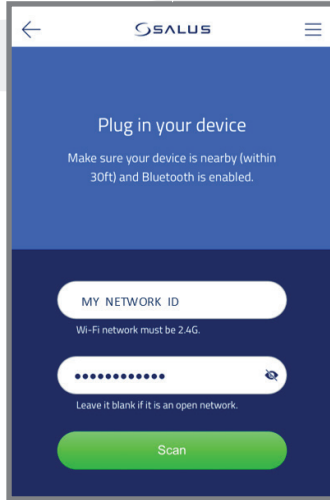 SALUS
Plug in your device
Make sure your device is nearby (within
30ft) and Bluetooth is enabled.
MY NETWORK ID
Wi-Fi network must be 2.4G.
••••••••••••
Leave it blank if it is an open network.
Scan